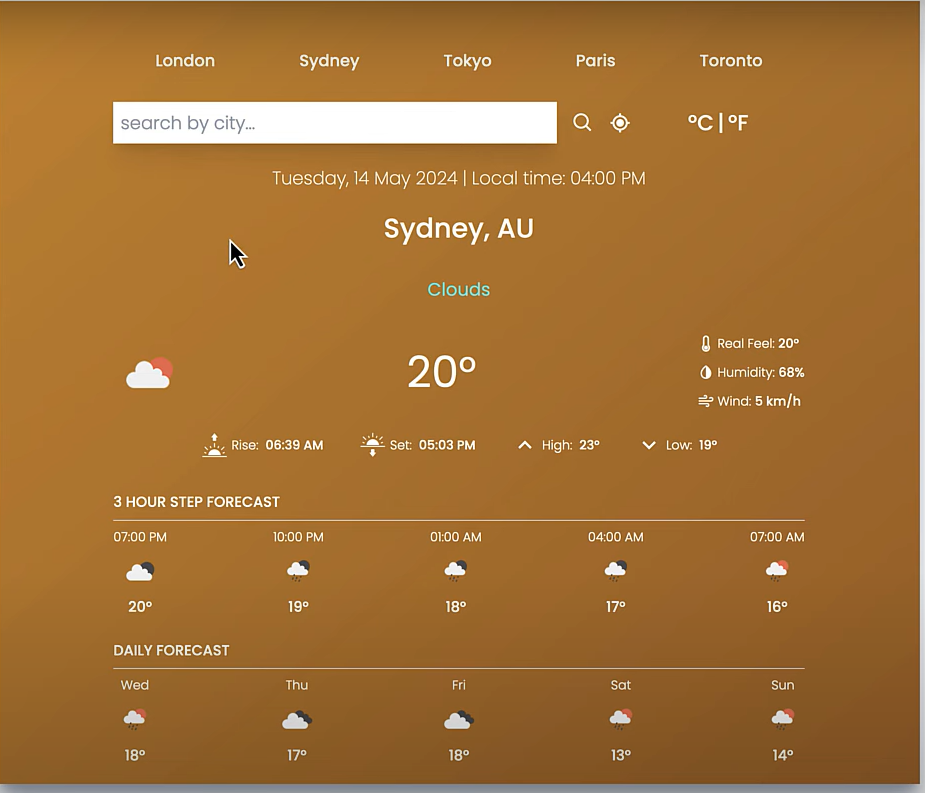 London Sydney Tokyo Paris Toronto
search by city... °C | °F
Tuesday, 14 May 2024 | Local time: 04:00 PM
Sydney, AU
Clouds
20°
Real Feel: 20°
Humidity: 68%
Wind: 5 km/h
Rise: 06:39 AM Set: 05:03 PM High: 23° Low: 19°
3 HOUR STEP FORECAST
07:00 PM 10:00 PM 01:00 AM 04:00 AM 07:00 AM
20° 19° 18° 17° 16°
DAILY FORECAST
Wed Thu Fri Sat Sun
18° 17° 18° 13° 14°